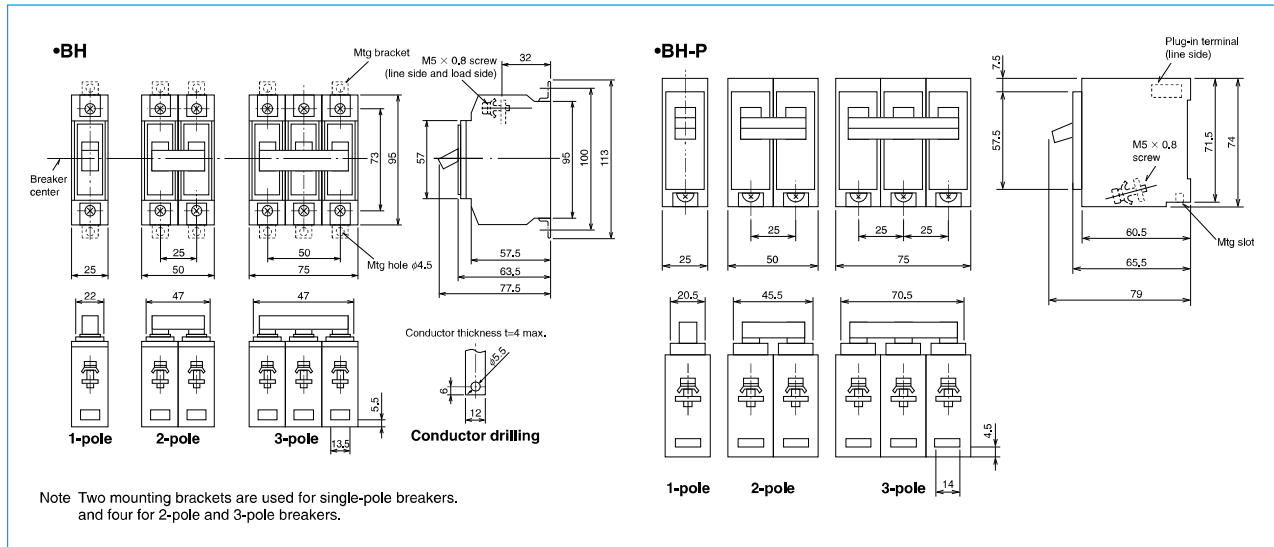 •BH
Mtg bracket
M5 × 0.8 screw
(line side and load side)
32
Breaker
center
73
95
57
95
100
113
25
50
25
50
75
Mtg hole ϕ4.5
57.5
63.5
77.5
22
47
47
Conductor thickness t=4 max.
ϕ5.5
6
12
5.5
13.5
1-pole
2-pole
3-pole
Conductor drilling
Note Two mounting brackets are used for single-pole breakers.
and four for 2-pole and 3-pole breakers.
•BH-P
Plug-in terminal
(line side)
7.5
57.5
M5 × 0.8
screw
71.5
74
25
25
25
25
50
75
60.5
Mtg slot
65.5
79
20.5
45.5
70.5
4.5
14
1-pole
2-pole
3-pole